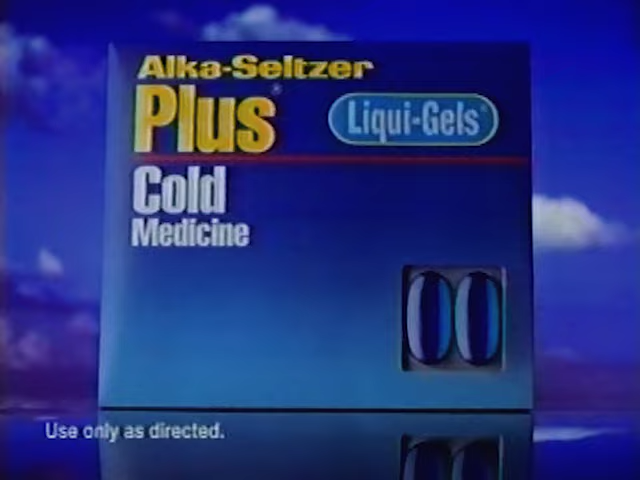 Alka-Seltzer
Plus®
Liqui-Gels®
Cold
Medicine
Use only as directed.